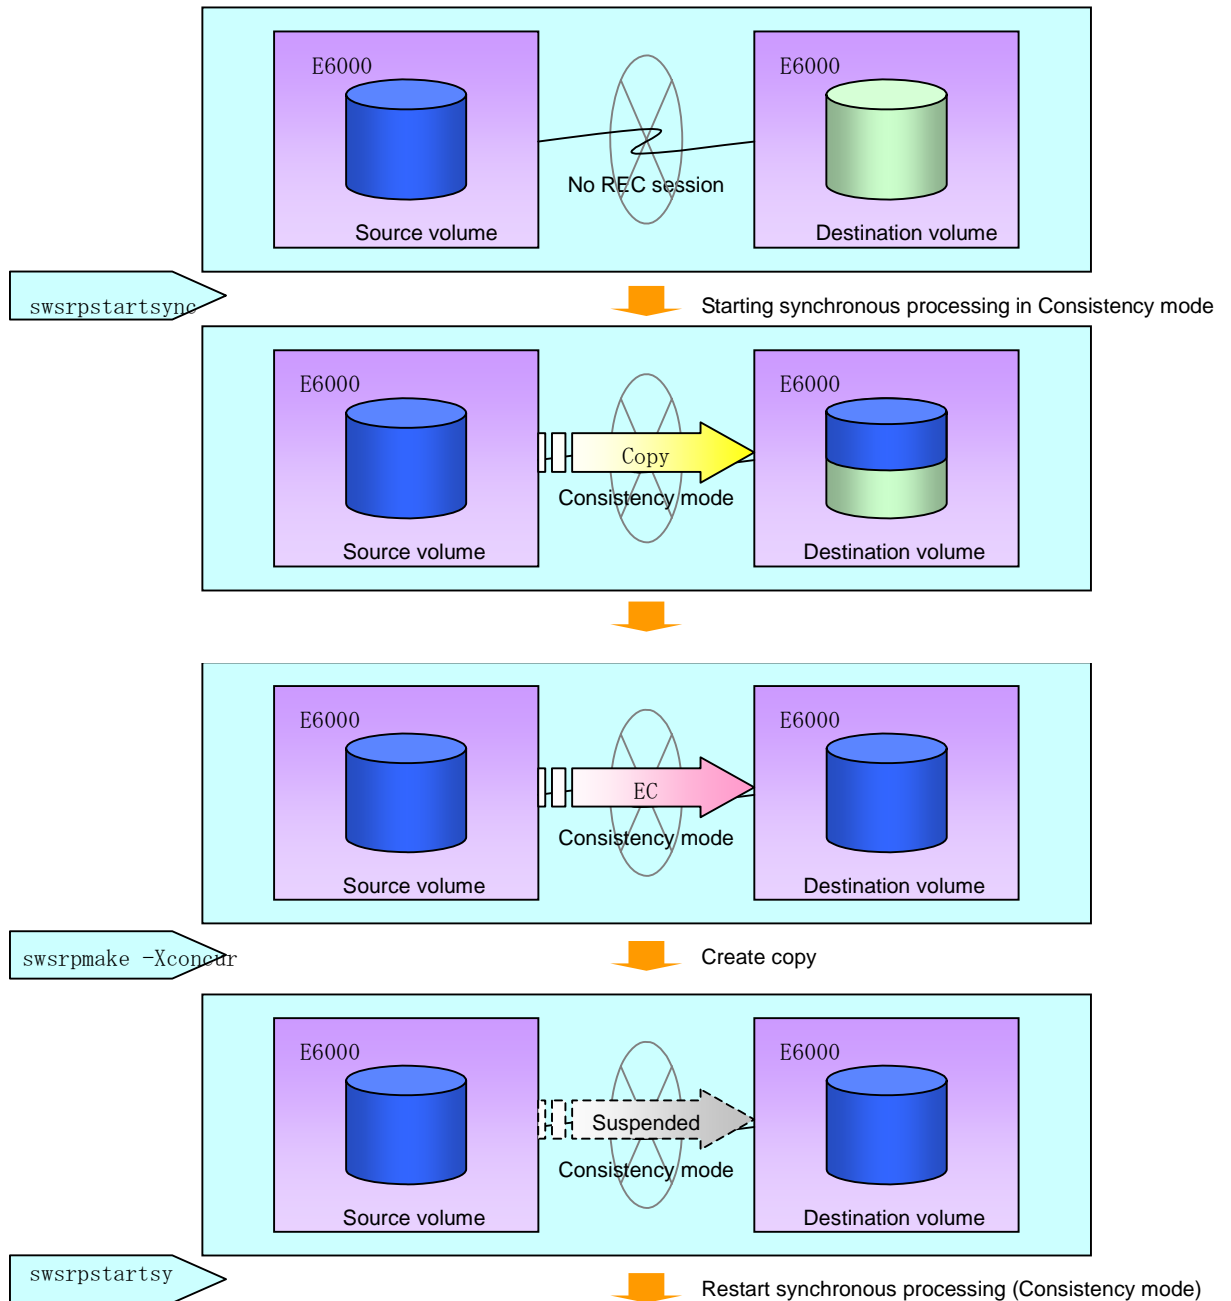 E6000
E6000
No REC session
Source volume
Destination volume
swsrpstartsync
Starting synchronous processing in Consistency mode
E6000
E6000
Copy
Consistency mode
Source volume
Destination volume
E6000
E6000
EC
Consistency mode
Source volume
Destination volume
swsrpmake -Xconcur
Create copy
E6000
E6000
Suspended
Consistency mode
Source volume
Destination volume
swsrpstartsy
Restart synchronous processing (Consistency mode)